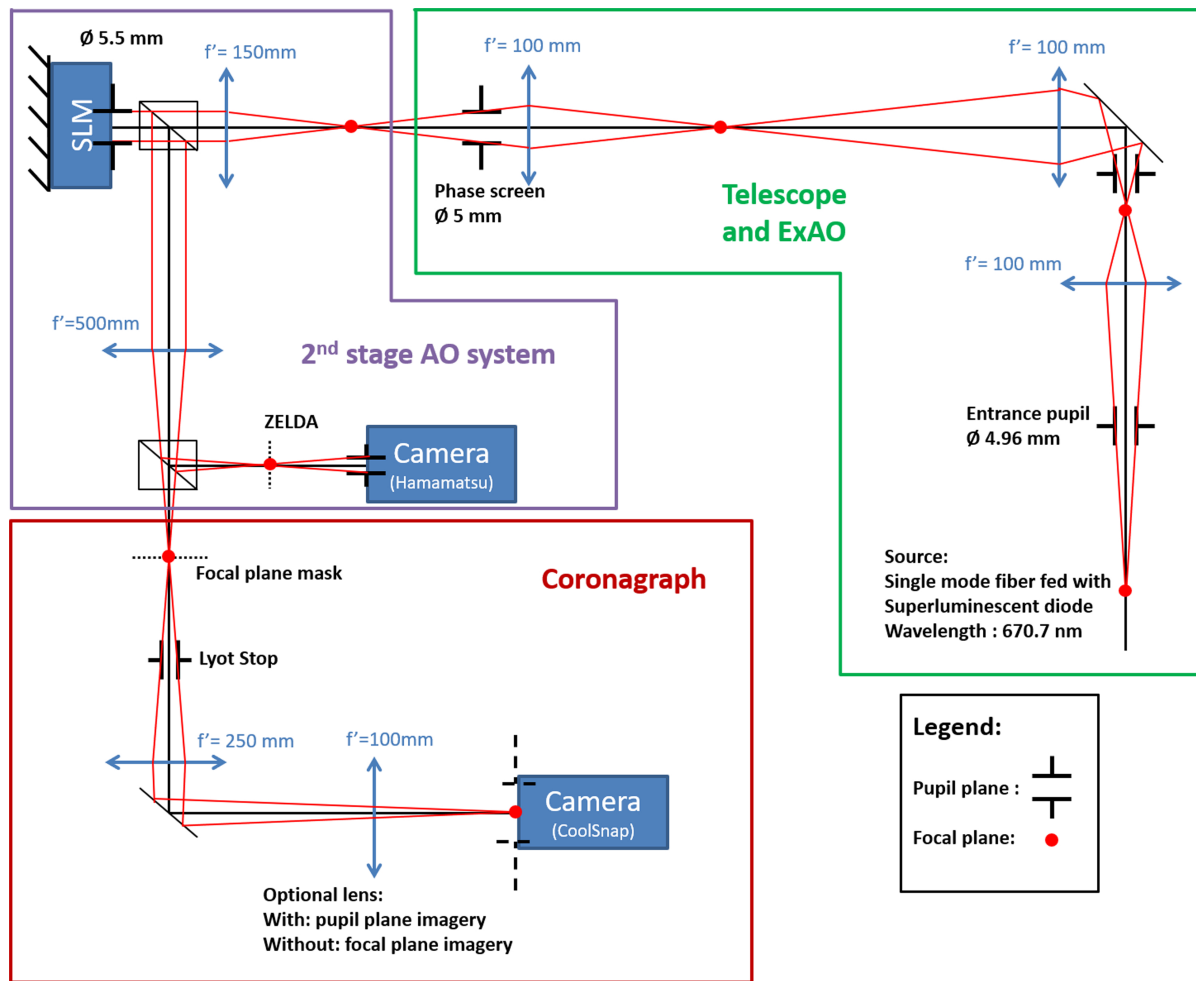 Ø 5.5 mm
SLM
f’= 150mm
f’= 100 mm
f’= 100 mm
Phase screen
Ø 5 mm
Telescope
and ExAO
f’= 100 mm
f’=500mm
2nd stage AO system
ZELDA
Camera
(Hamamatsu)
Entrance pupil
Ø 4.96 mm
Source:
Single mode fiber fed with
Superluminescent diode
Wavelength : 670.7 nm
Focal plane mask
Coronagraph
Lyot Stop
f’= 250 mm
f’=100mm
Camera
(CoolSnap)
Optional lens:
With: pupil plane imagery
Without: focal plane imagery
Legend:
Pupil plane :
Focal plane: